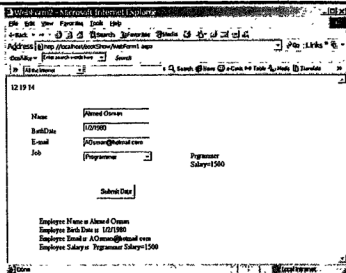 WebForm2 - Microsoft Internet Explorer
File Edit View Favorites Tools Help
Back Search Favorites Media
Address http://localhost/bookShow/WebForm1.aspx Go Links
Search
12 19 14
Name Ahmed Osman
BirthDate 1/2/1980
E-mail AOsman@hotmail.com
Job Programmer Prgrammer
Salary=1500
Submit Data
Employee Name is Ahmed Osman
Employee Birth Date is 1/2/1980
Employee Email is AOsman@hotmail.com
Employee Salary is Prgrammer Salary=1500
Done Local intranet